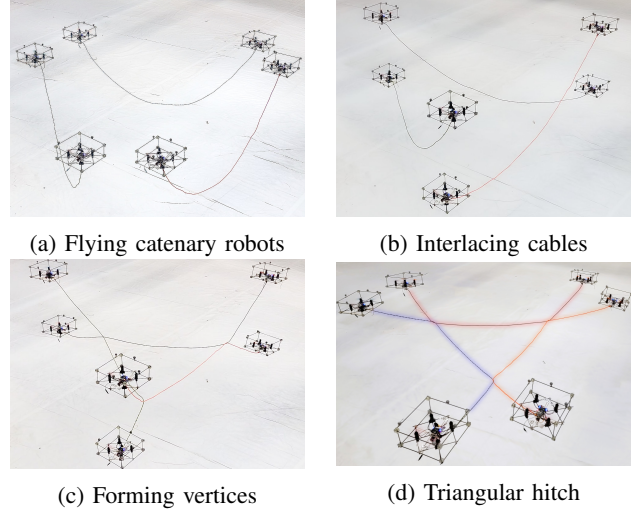 (a) Flying catenary robots
(b) Interlacing cables
(c) Forming vertices
(d) Triangular hitch